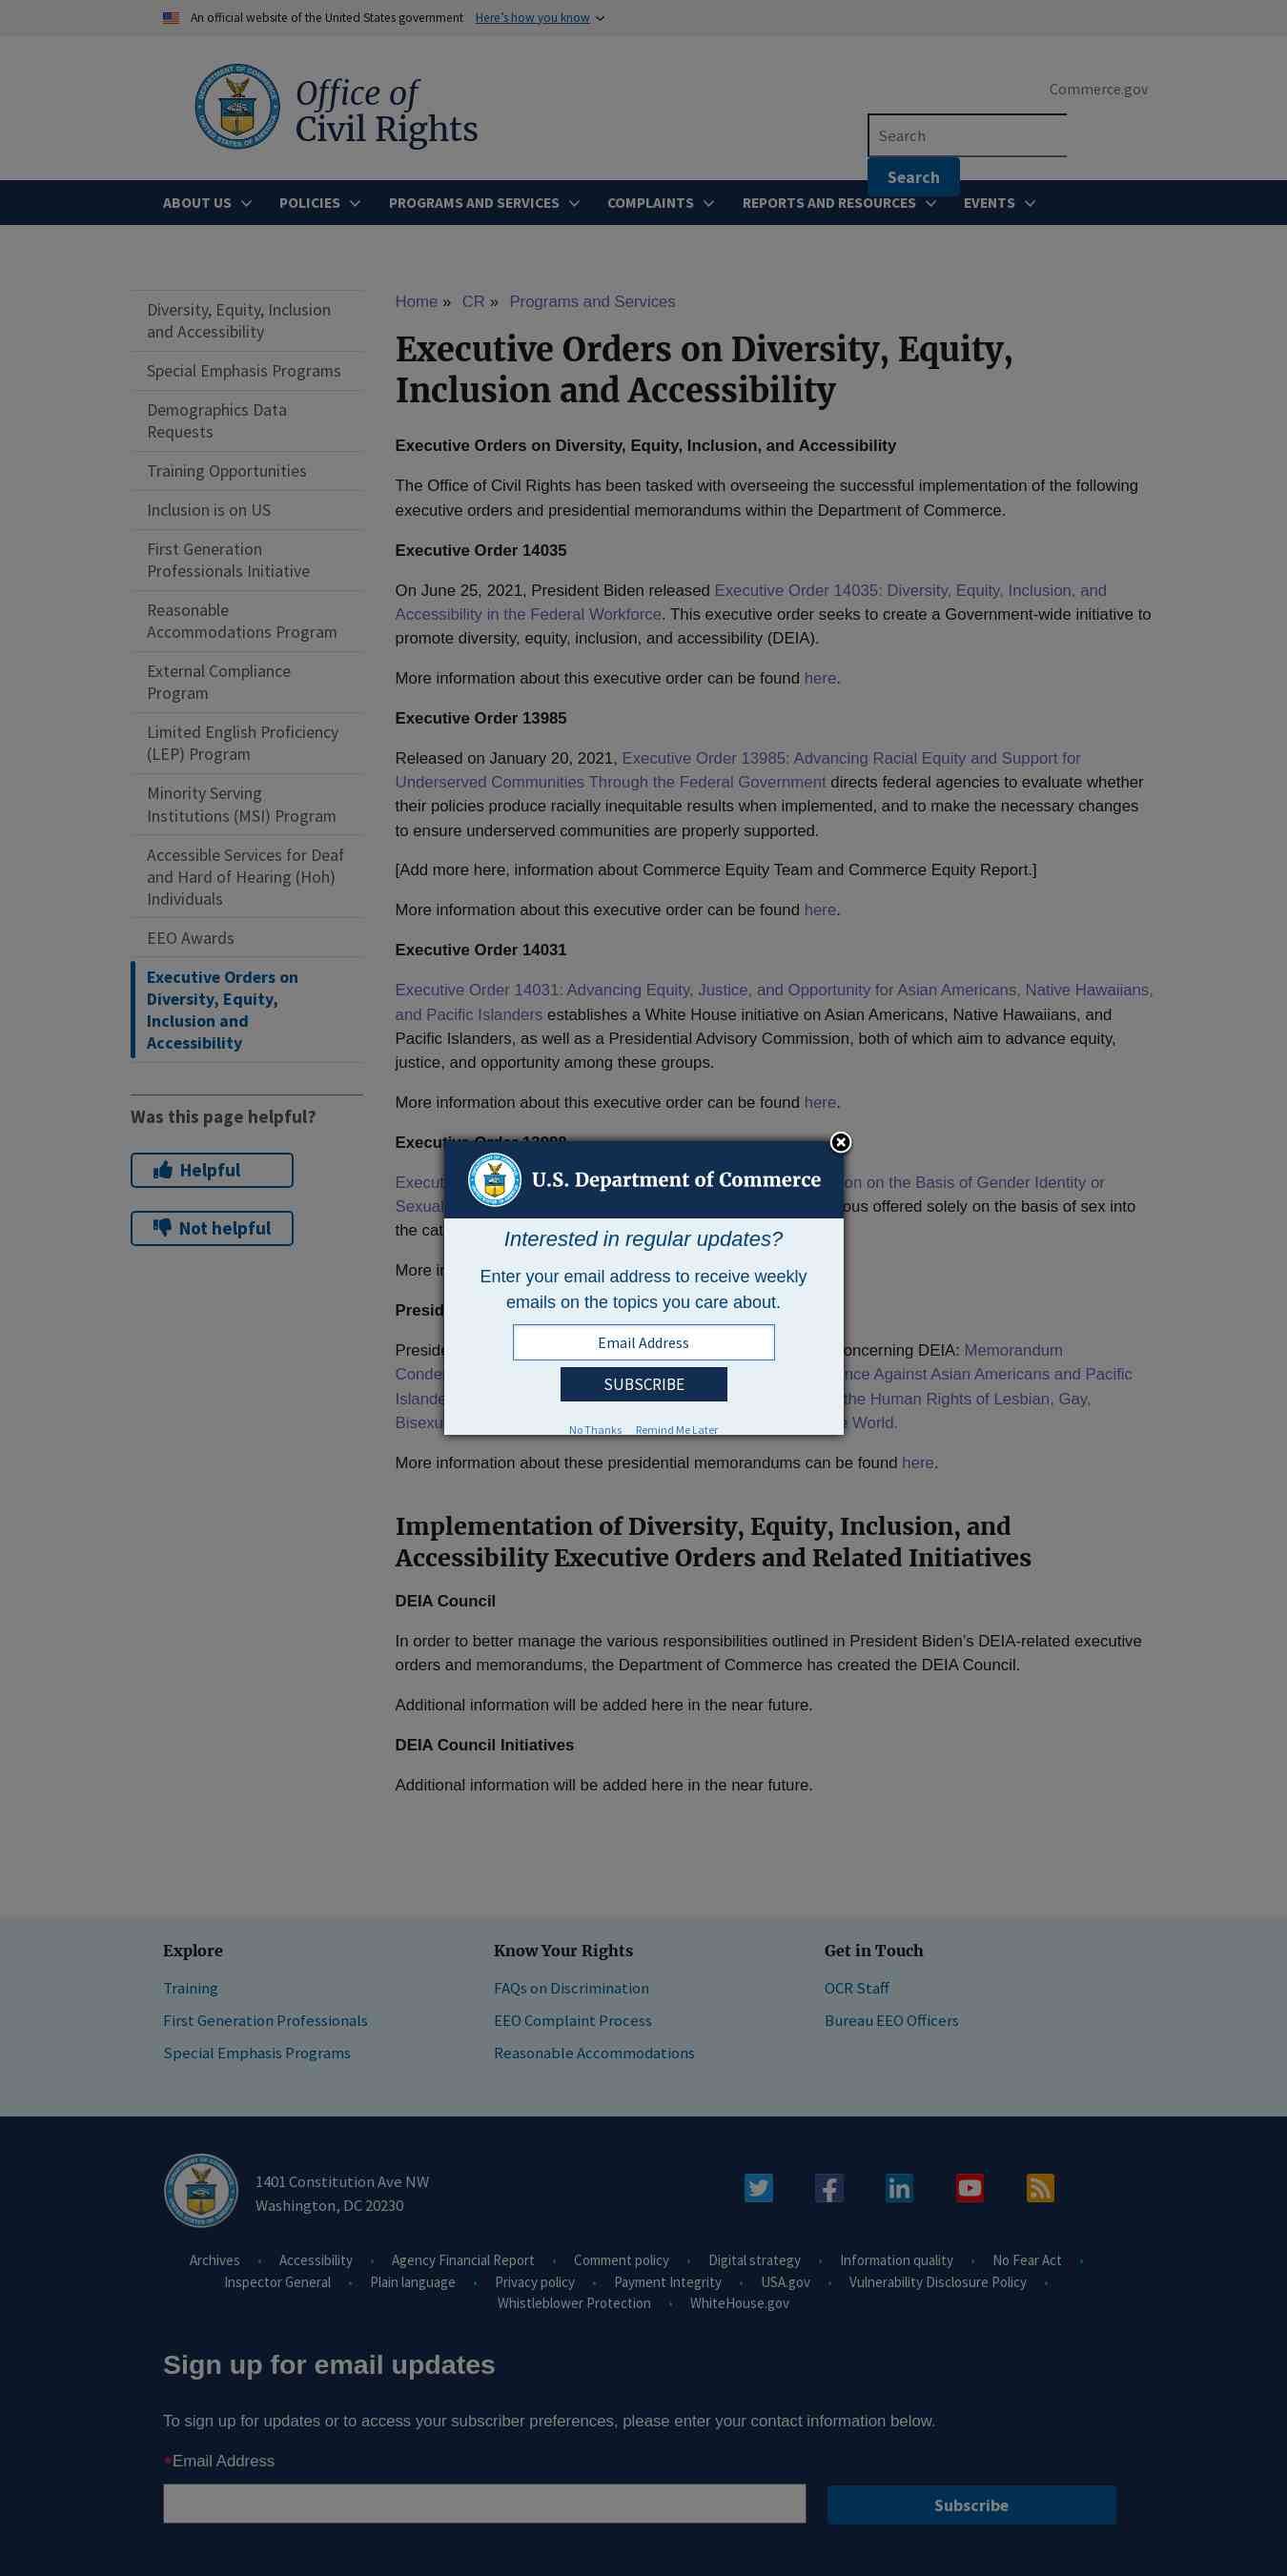 An official website of the United States government Here's how you know
Office of
Civil Rights
Commerce.gov
Search
Search
ABOUT US POLICIES PROGRAMS AND SERVICES COMPLAINTS REPORTS AND RESOURCES EVENTS
Diversity, Equity, Inclusion
and Accessibility
Special Emphasis Programs
Demographics Data
Requests
Training Opportunities
Inclusion is on US
First Generation
Professionals Initiative
Reasonable
Accommodations Program
External Compliance
Program
Limited English Proficiency
(LEP) Program
Minority Serving
Institutions (MSI) Program
Accessible Services for Deaf
and Hard of Hearing (Hoh)
Individuals
EEO Awards
Executive Orders on
Diversity, Equity,
Inclusion and
Accessibility
Was this page helpful?
Helpful
Not helpful
Home » CR » Programs and Services
Executive Orders on Diversity, Equity,
Inclusion and Accessibility
Executive Orders on Diversity, Equity, Inclusion, and Accessibility
The Office of Civil Rights has been tasked with overseeing the successful implementation of the following
executive orders and presidential memorandums within the Department of Commerce.
Executive Order 14035
On June 25, 2021, President Biden released Executive Order 14035: Diversity, Equity, Inclusion, and
Accessibility in the Federal Workforce. This executive order seeks to create a Government-wide initiative to
promote diversity, equity, inclusion, and accessibility (DEIA).
More information about this executive order can be found here.
Executive Order 13985
Released on January 20, 2021, Executive Order 13985: Advancing Racial Equity and Support for
Underserved Communities Through the Federal Government directs federal agencies to evaluate whether
their policies produce racially inequitable results when implemented, and to make the necessary changes
to ensure underserved communities are properly supported.
[Add more here, information about Commerce Equity Team and Commerce Equity Report.]
More information about this executive order can be found here.
Executive Order 14031
Executive Order 14031: Advancing Equity, Justice, and Opportunity for Asian Americans, Native Hawaiians,
and Pacific Islanders establishes a White House initiative on Asian Americans, Native Hawaiians, and
Pacific Islanders, as well as a Presidential Advisory Commission, both of which aim to advance equity,
justice, and opportunity among these groups.
More information about this executive order can be found here.
on the Basis of Gender Identity or
offered solely on the basis of sex into
the
More
concerning DEIA: Memorandum
Against Asian Americans and Pacific
the Human Rights of Lesbian, Gay,
World.
More information about these presidential memorandums can be found here.
U.S. Department of Commerce
Interested in regular updates?
Enter your email address to receive weekly
emails on the topics you care about.
Email Address
SUBSCRIBE
No Thanks Remind Me Later
Implementation of Diversity, Equity, Inclusion, and
Accessibility Executive Orders and Related Initiatives
DEIA Council
In order to better manage the various responsibilities outlined in President Biden's DEIA-related executive
orders and memorandums, the Department of Commerce has created the DEIA Council.
Additional information will be added here in the near future.
DEIA Council Initiatives
Additional information will be added here in the near future.
Explore
Training
First Generation Professionals
Special Emphasis Programs
Know Your Rights
FAQs on Discrimination
EEO Complaint Process
Reasonable Accommodations
Get in Touch
OCR Staff
Bureau EEO Officers
1401 Constitution Ave NW
Washington, DC 20230
Archives • Accessibility • Agency Financial Report • Comment policy • Digital strategy • Information quality • No Fear Act •
Inspector General • Plain language • Privacy policy • Payment Integrity • USA.gov • Vulnerability Disclosure Policy •
Whistleblower Protection • WhiteHouse.gov
Sign up for email updates
To sign up for updates or to access your subscriber preferences, please enter your contact information below.
*Email Address
Subscribe